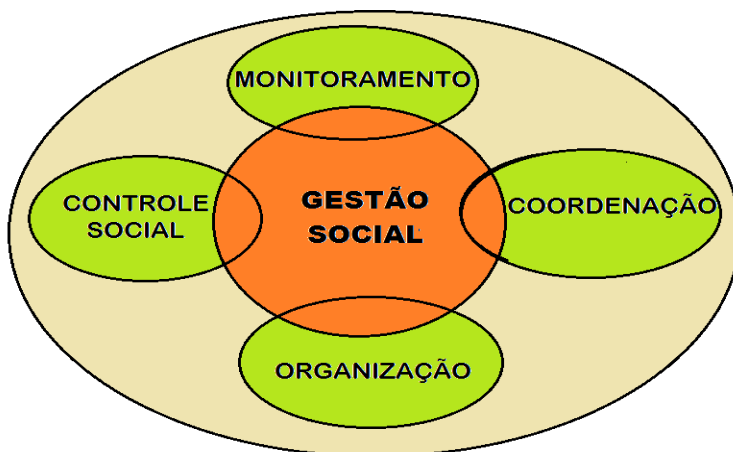 MONITORAMENTO
CONTROLE
SOCIAL
GESTÃO
SOCIAL
COORDENAÇÃO
ORGANIZAÇÃO